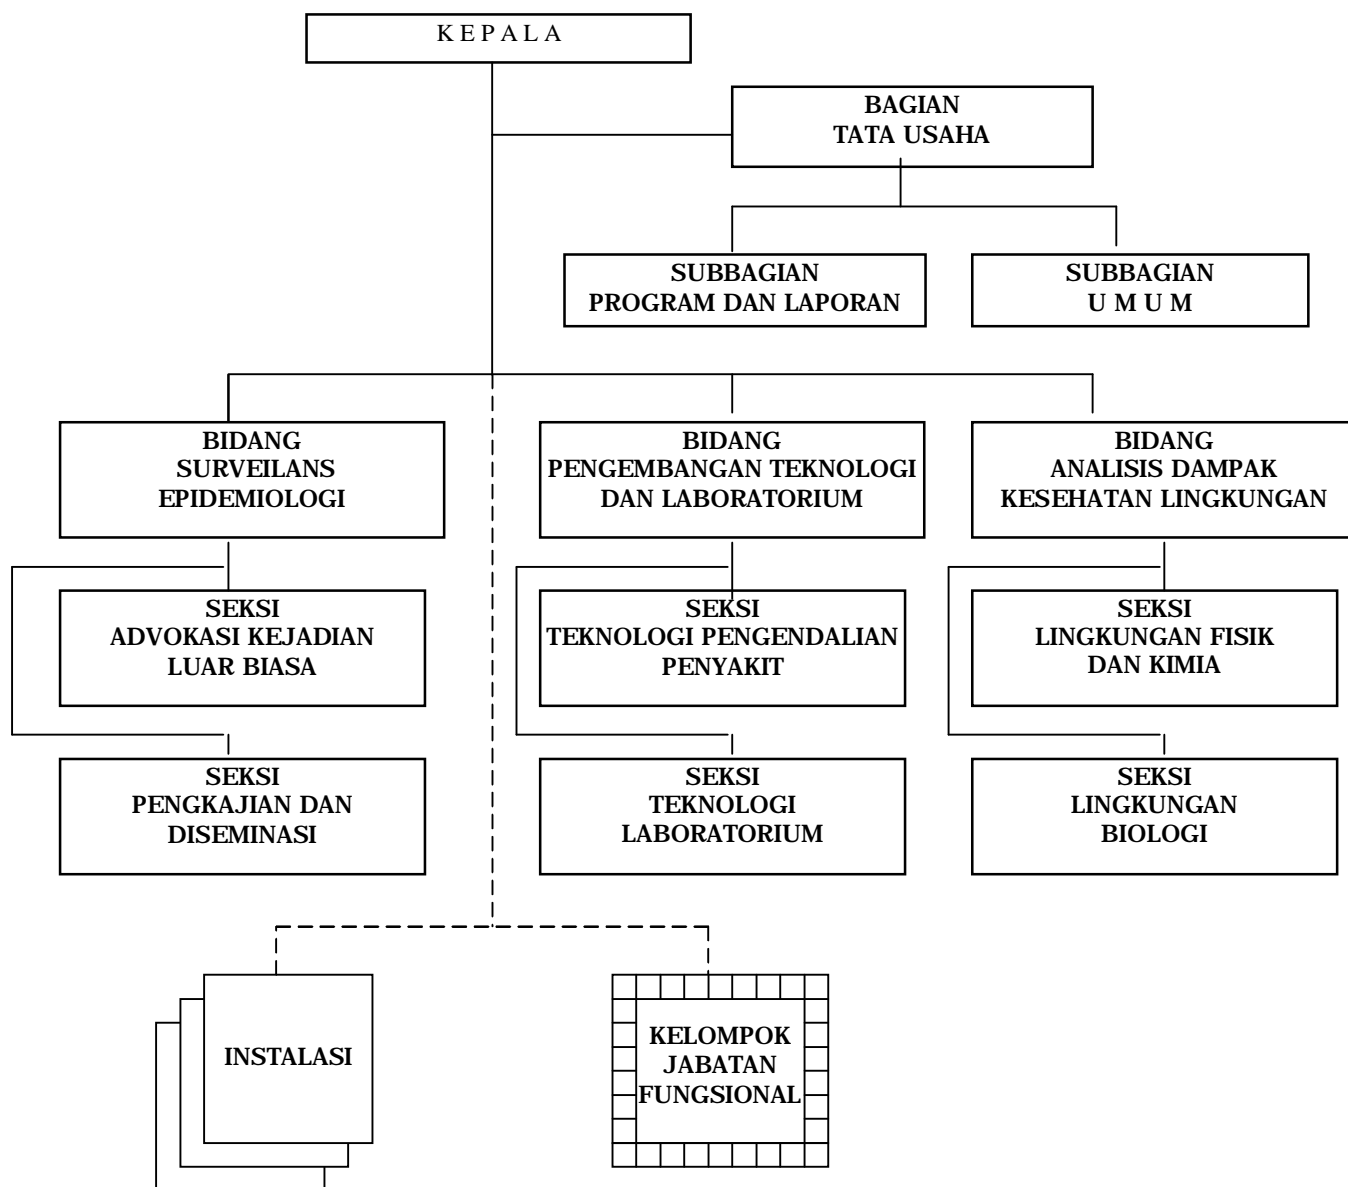 K E P A L A
BAGIAN
TATA USAHA
SUBBAGIAN
PROGRAM DAN LAPORAN
SUBBAGIAN
U M U M
BIDANG
SURVEILANS
EPIDEMIOLOGI
BIDANG
PENGEMBANGAN TEKNOLOGI
DAN LABORATORIUM
BIDANG
ANALISIS DAMPAK
KESEHATAN LINGKUNGAN
SEKSI
ADVOKASI KEJADIAN
LUAR BIASA
SEKSI
TEKNOLOGI PENGENDALIAN
PENYAKIT
SEKSI
LINGKUNGAN FISIK
DAN KIMIA
SEKSI
PENGKAJIAN DAN
DISEMINASI
SEKSI
TEKNOLOGI
LABORATORIUM
SEKSI
LINGKUNGAN
BIOLOGI
INSTALASI
KELOMPOK
JABATAN
FUNGSIONAL